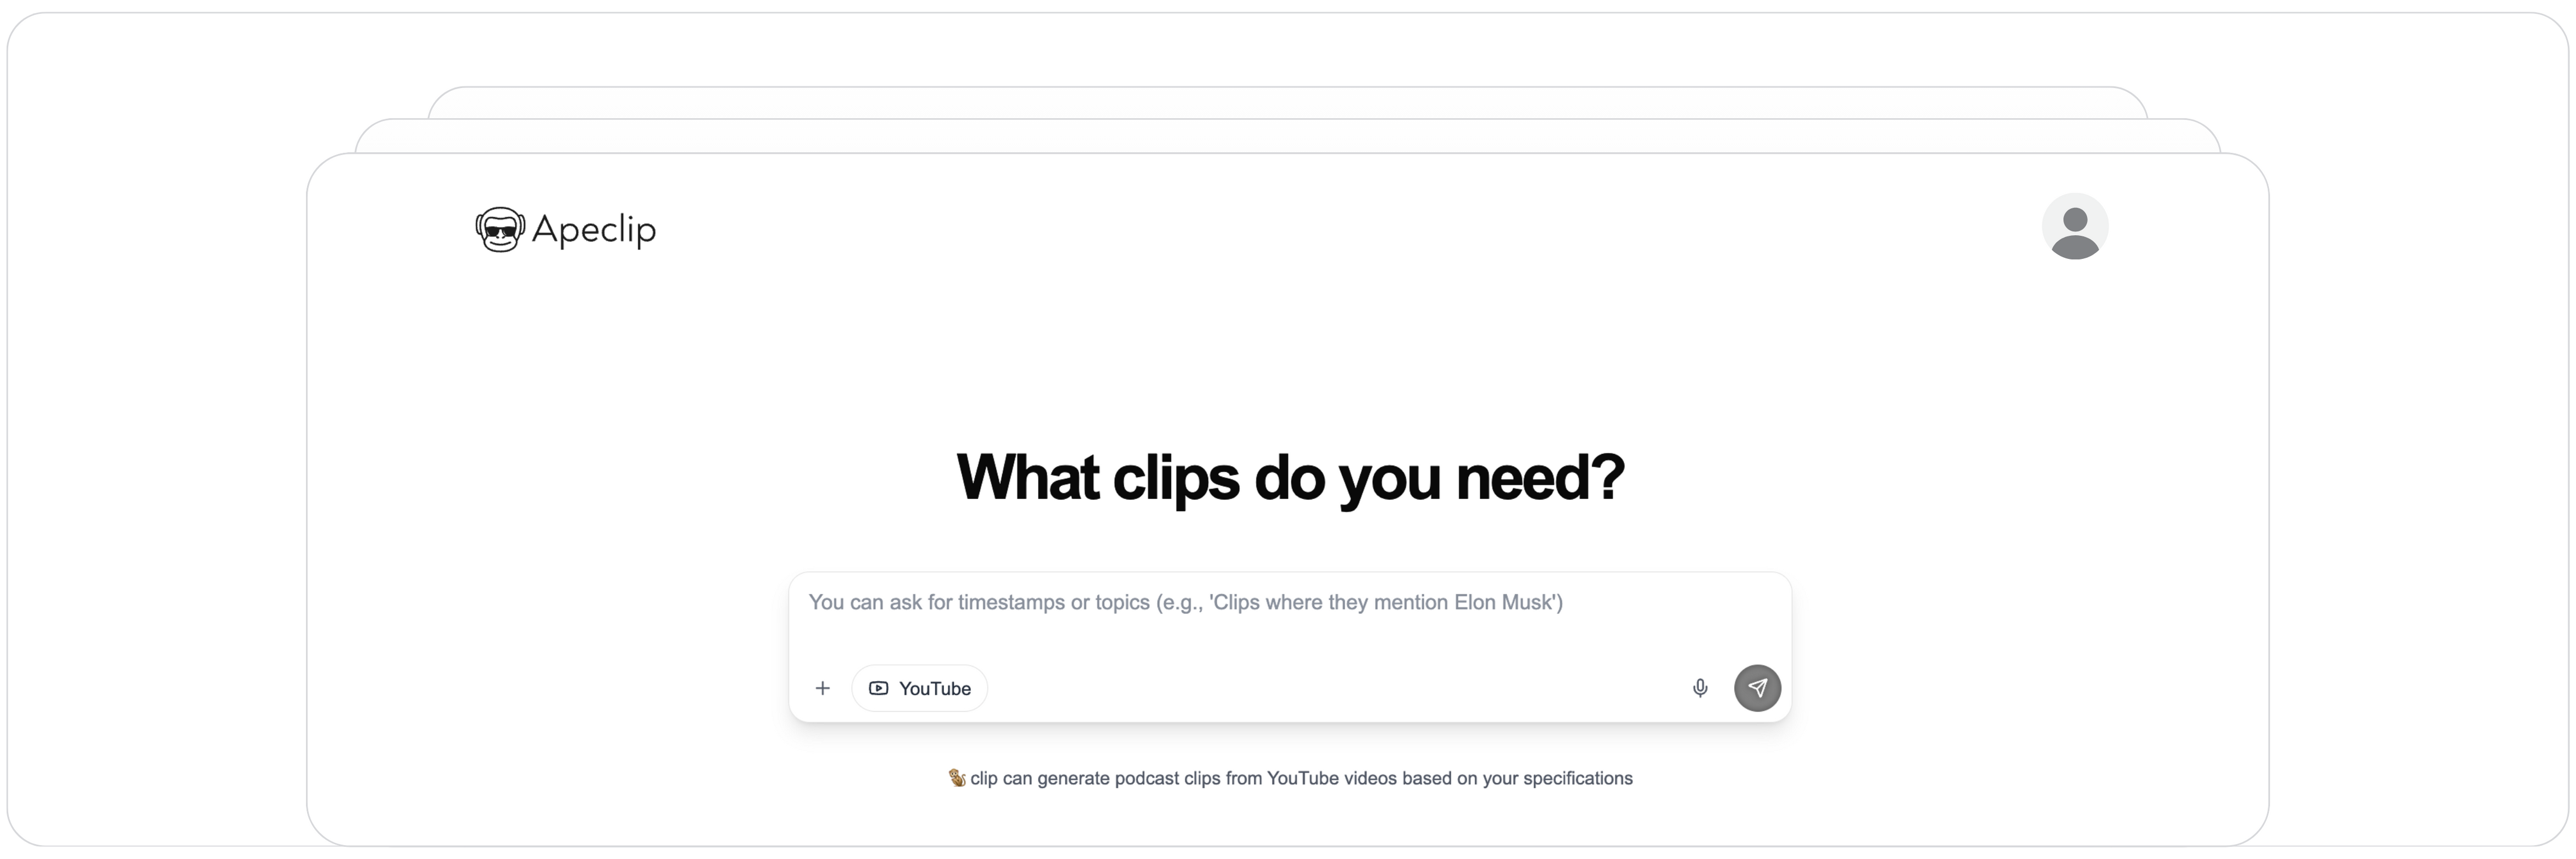 Apeclip
What clips do you need?
You can ask for timestamps or topics (e.g., 'Clips where they mention Elon Musk')
YouTube
clip can generate podcast clips from YouTube videos based on your specifications